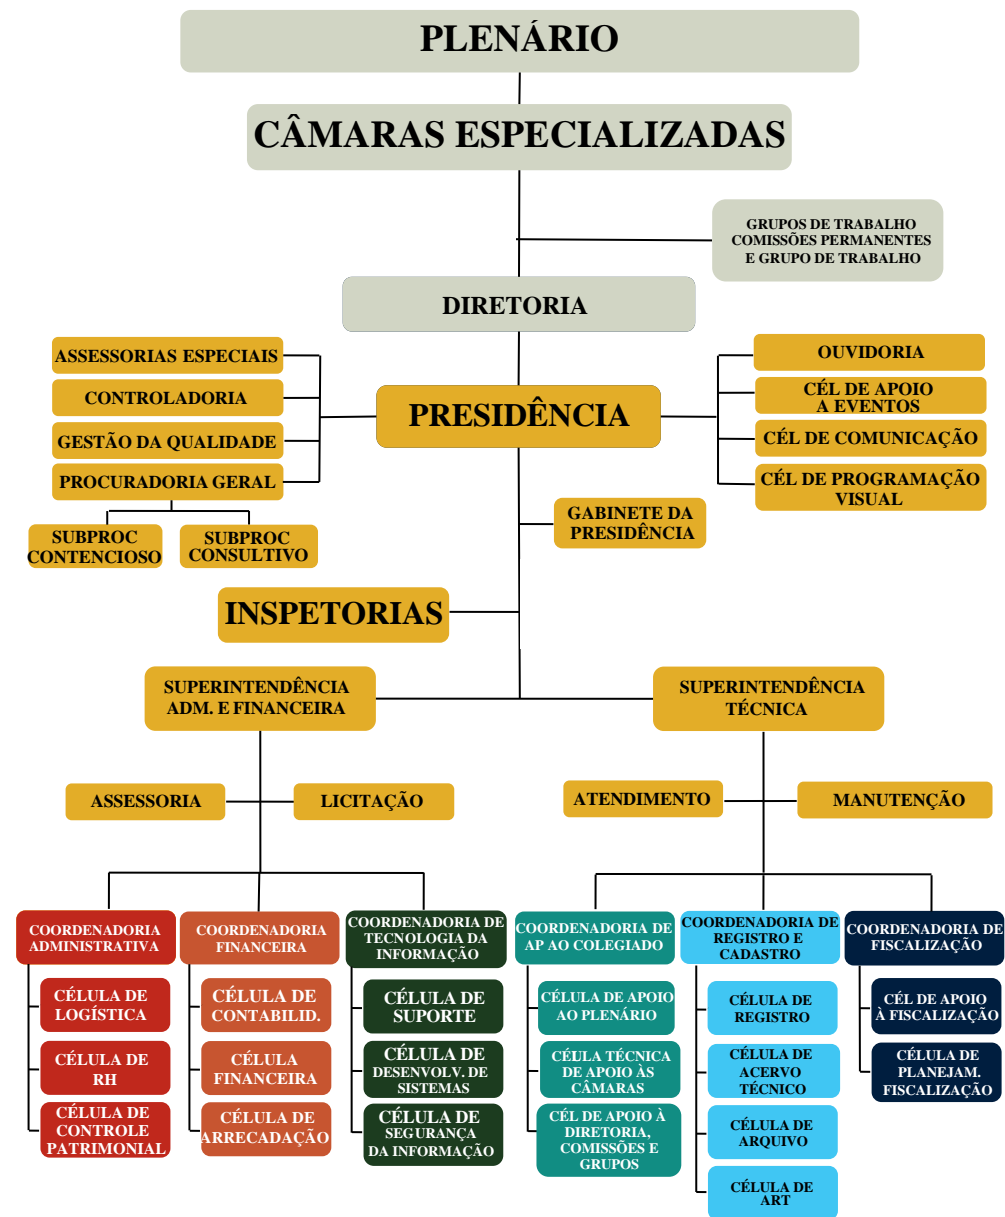 PLENÁRIO
CÂMARAS ESPECIALIZADAS
GRUPOS DE TRABALHO
COMISSÕES PERMANENTES
E GRUPO DE TRABALHO
DIRETORIA
ASSESSORIAS ESPECIAIS
CONTROLADORIA
GESTÃO DA QUALIDADE
PROCURADORIA GERAL
SUBPROC
CONTENCIOSO
SUBPROC
CONSULTIVO
PRESIDÊNCIA
OUVIDORIA
CÉL DE APOIO
A EVENTOS
CÉL DE COMUNICAÇÃO
CÉL DE PROGRAMAÇÃO
VISUAL
GABINETE DA
PRESIDÊNCIA
INSPETORIAS
SUPERINTENDÊNCIA
ADM. E FINANCEIRA
SUPERINTENDÊNCIA
TÉCNICA
ASSESSORIA
LICITAÇÃO
ATENDIMENTO
MANUTENÇÃO
COORDENADORIA
ADMINISTRATIVA
CÉLULA DE
LOGÍSTICA
CÉLULA DE
RH
CÉLULA DE
CONTROLE
PATRIMONIAL
COORDENADORIA
FINANCEIRA
CÉLULA DE
CONTABILID.
CÉLULA
FINANCEIRA
CÉLULA DE
ARRECADAÇÃO
COORDENADORIA DE
TECNOLOGIA DA
INFORMAÇÃO
CÉLULA DE
SUPORTE
CÉLULA DE
DESENVOLV. DE
SISTEMAS
CÉLULA DE
SEGURANÇA
DA INFORMAÇÃO
COORDENADORIA DE
AP AO COLEGIADO
CÉLULA DE APOIO
AO PLENÁRIO
CÉULA TÉCNICA
DE APOIO ÀS
CÂMARAS
CÉL DE APOIO À
DIRETORIA,
COMISSÕES E
GRUPOS
COORDENADORIA DE
REGISTRO E
CADASTRO
CÉLULA DE
REGISTRO
CÉLULA DE
ACERVO
TÉCNICO
CÉLULA DE
ARQUIVO
CÉLULA DE
ART
COORDENADORIA DE
FISCALIZAÇÃO
CÉL DE APOIO
À FISCALIZAÇÃO
CÉLULA DE
PLANEJAM.
FISCALIZAÇÃO